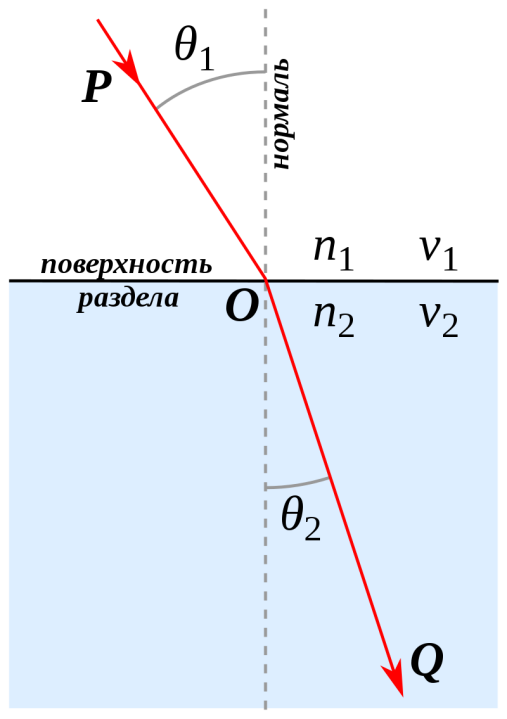 θ1
P
нормаль
n1 v1
поверхность
раздела
O
n2 v2
θ2
Q